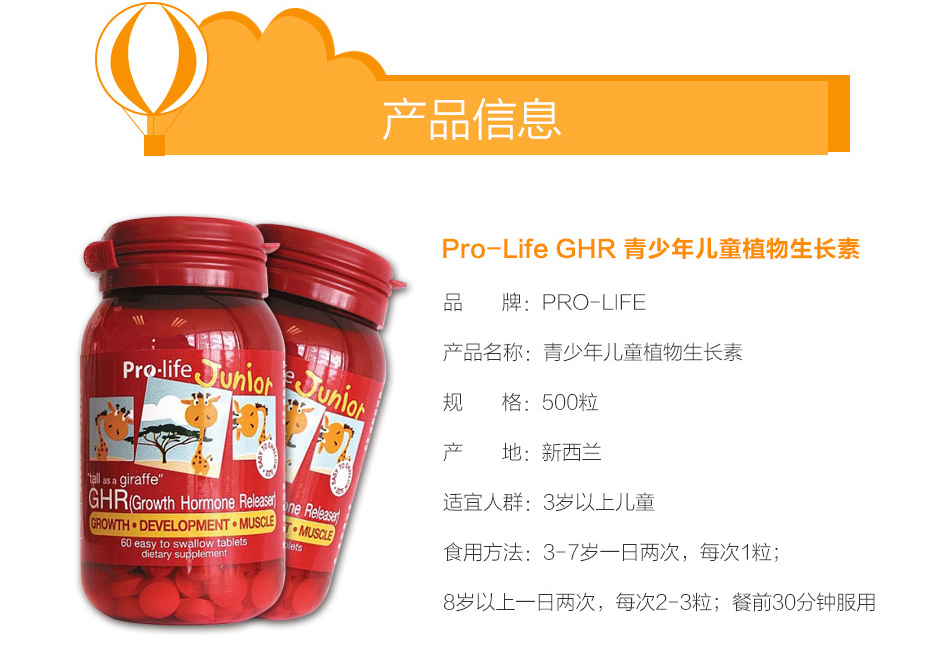 产品信息
Pro-Life GHR 青少年儿童植物生长素
品 牌：PRO-LIFE
产品名称：青少年儿童植物生长素
规 格：500粒
产 地：新西兰
适宜人群：3岁以上儿童
食用方法：3-7岁一日两次，每次1粒；
8岁以上一日两次，每次2-3粒；餐前30分钟服用
Pro-life Junior
"tall as a giraffe"
GHR (Growth Hormone Releaser)
GROWTH • DEVELOPMENT • MUSCLE
60 easy to swallow tablets
dietary supplement
e Junior
one Releaser)
T • MUSCLE
blets